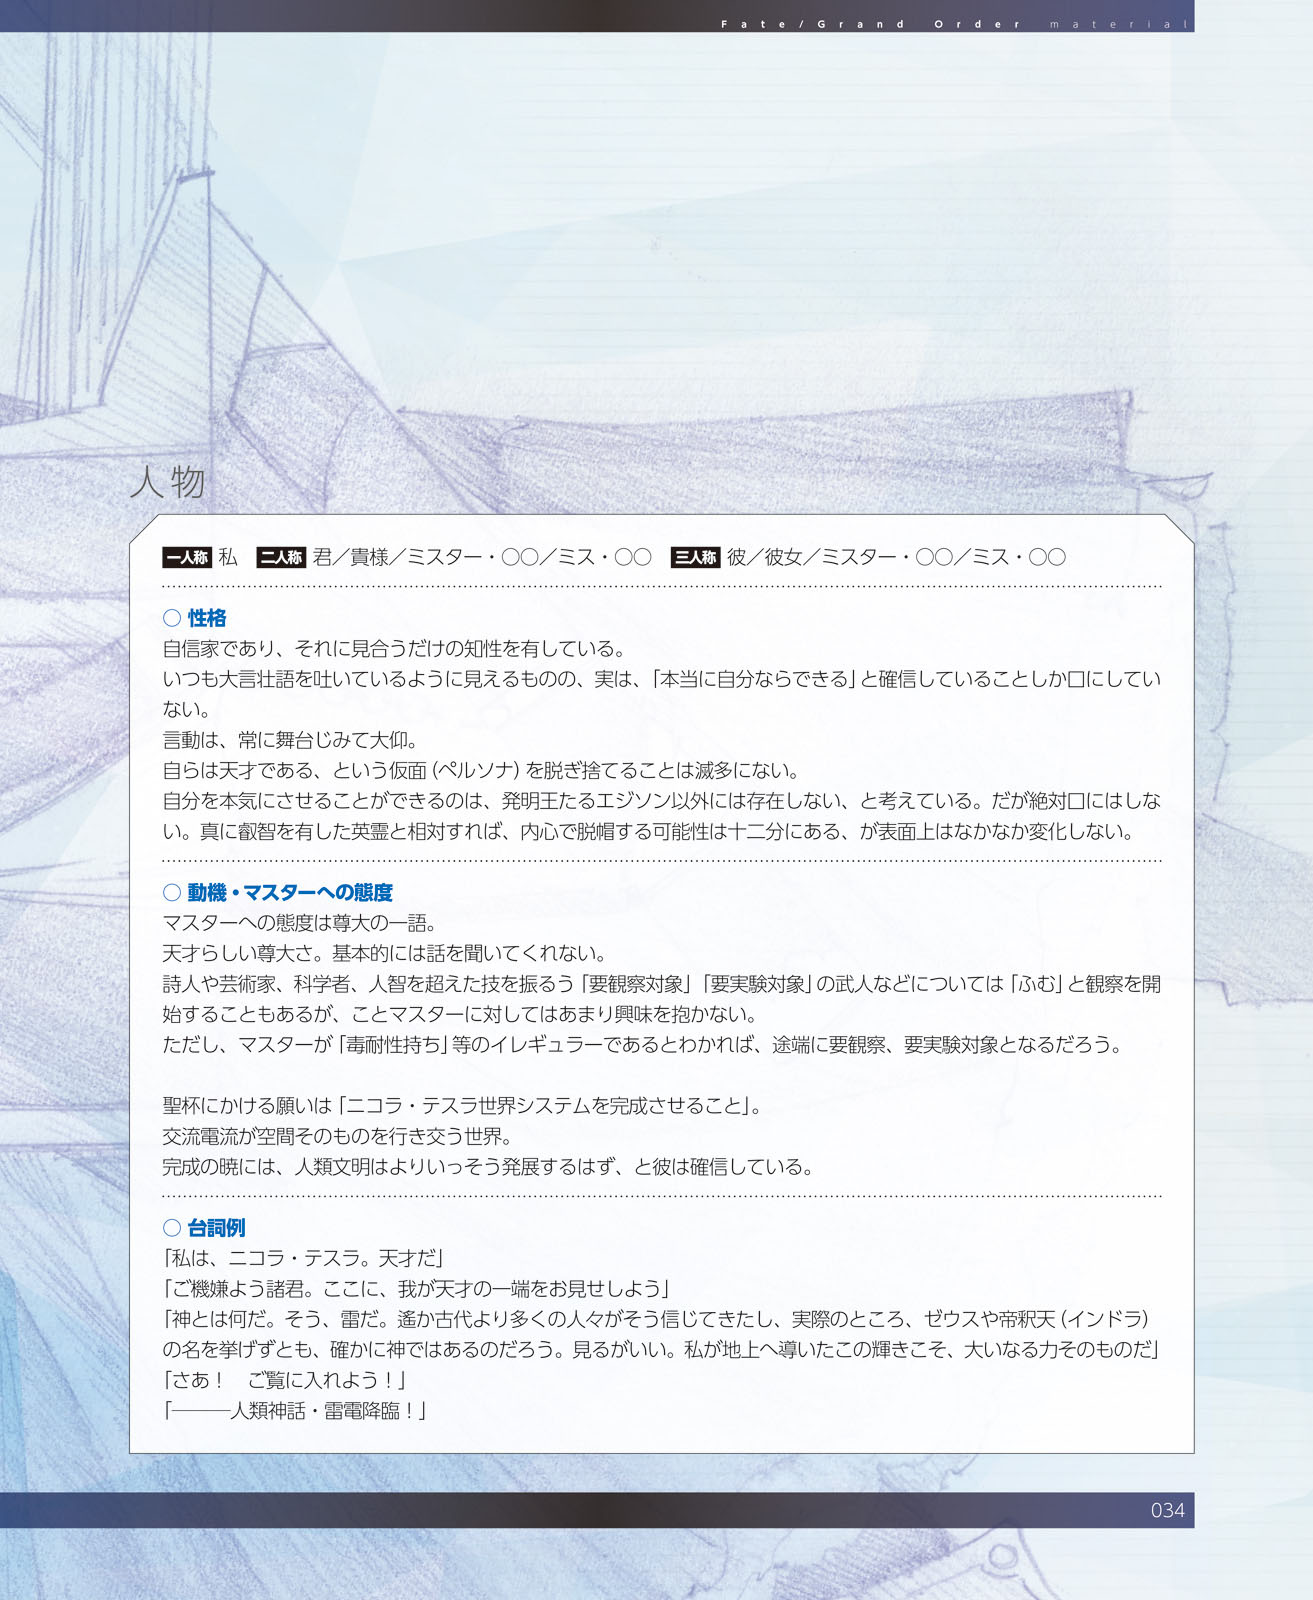 Fate/Grand Order material
人物
一人称 私 二人称 君／貴様／ミスター・○○／ミス・○○ 三人称 彼／彼女／ミスター・○○／ミス・○○
○ 性格
自信家であり、それに見合うだけの知性を有している。
いつも大言壮語を吐いているように見えるものの、実は、「本当に自分ならできる」と確信していることしか口にしてい
ない。
言動は、常に舞台じみて大仰。
自らは天才である、という仮面（ペルソナ）を脱ぎ捨てることは滅多にない。
自分を本気にさせることができるのは、発明王たるエジソン以外には存在しない、と考えている。だが絶対口にはしな
い。真に叡智を有した英霊と相対すれば、内心で脱帽する可能性は十二分にある、が表面上はなかなか変化しない。
○ 動機・マスターへの態度
マスターへの態度は尊大の一語。
天才らしい尊大さ。基本的には話を聞いてくれない。
詩人や芸術家、科学者、人智を超えた技を振るう「要観察対象」「要実験対象」の武人などについては「ふむ」と観察を開
始することもあるが、ことマスターに対してはあまり興味を抱かない。
ただし、マスターが「毒耐性持ち」等のイレギュラーであるとわかれば、途端に要観察、要実験対象となるだろう。
聖杯にかける願いは「ニコラ・テスラ世界システムを完成させること」。
交流電流が空間そのものを行き交う世界。
完成の暁には、人類文明はよりいっそう発展するはず、と彼は確信している。
○ 台詞例
「私は、ニコラ・テスラ。天才だ」
「ご機嫌よう諸君。ここに、我が天才の一端をお見せしよう」
「神とは何だ。そう、雷だ。遙か古代より多くの人々がそう信じてきたし、実際のところ、ゼウスや帝釈天（インドラ）
の名を挙げずとも、確かに神ではあるのだろう。見るがいい。私が地上へ導いたこの輝きこそ、大いなる力そのものだ」
「さあ！　ご覧に入れよう！」
「―――人類神話・雷電降臨！」
034